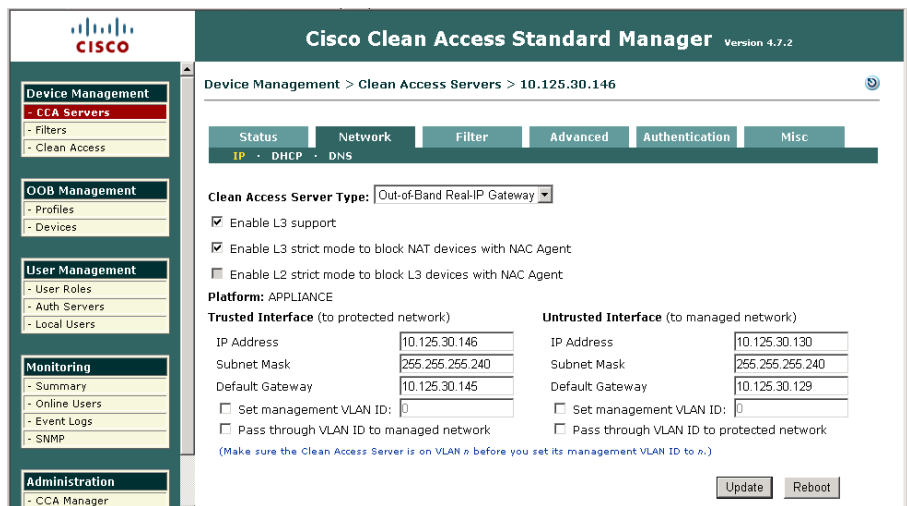 CISCO
Cisco Clean Access Standard Manager Version 4.7.2
Device Management
- CCA Servers
- Filters
- Clean Access
OOB Management
- Profiles
- Devices
User Management
- User Roles
- Auth Servers
- Local Users
Monitoring
- Summary
- Online Users
- Event Logs
- SNMP
Administration
- CCA Manager
Device Management > Clean Access Servers > 10.125.30.146
Status Network Filter Advanced Authentication Misc
IP · DHCP · DNS
Clean Access Server Type: Out-of-Band Real-IP Gateway
Enable L3 support
Enable L3 strict mode to block NAT devices with NAC Agent
Enable L2 strict mode to block L3 devices with NAC Agent
Platform: APPLIANCE
Trusted Interface (to protected network)
IP Address 10.125.30.146
Subnet Mask 255.255.255.240
Default Gateway 10.125.30.145
Set management VLAN ID: 0
Pass through VLAN ID to managed network
Untrusted Interface (to managed network)
IP Address 10.125.30.130
Subnet Mask 255.255.255.240
Default Gateway 10.125.30.129
Set management VLAN ID: 0
Pass through VLAN ID to protected network
(Make sure the Clean Access Server is on VLAN n before you set its management VLAN ID to n.)
Update Reboot